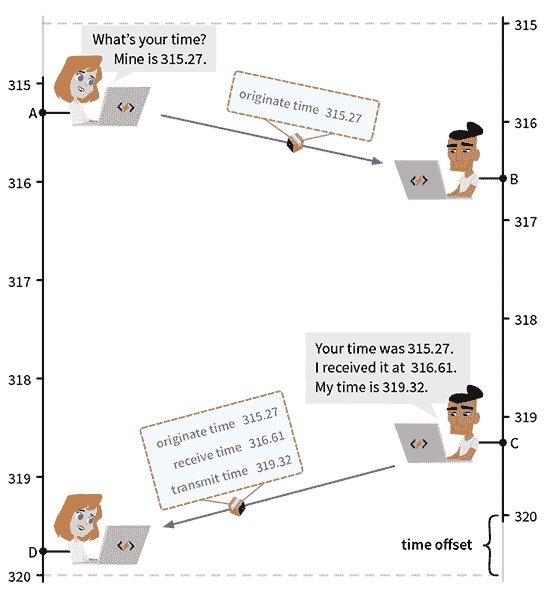 What's your time?
Mine is 315.27.
315
A
originate time 315.27
315
316
B
316
317
317
318
Your time was 315.27.
I received it at 316.61.
My time is 319.32.
318
319
C
originate time 315.27
receive time 316.61
transmit time 319.32
319
320
time offset
D
320